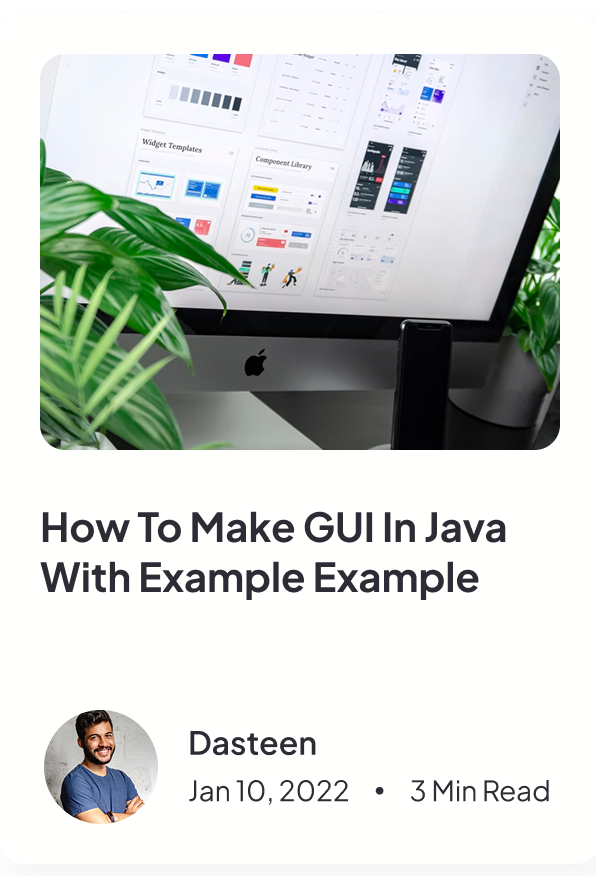 Widget Templates
Component Library
How To Make GUI In Java
With Example Example
Dasteen
Jan 10, 2022 • 3 Min Read